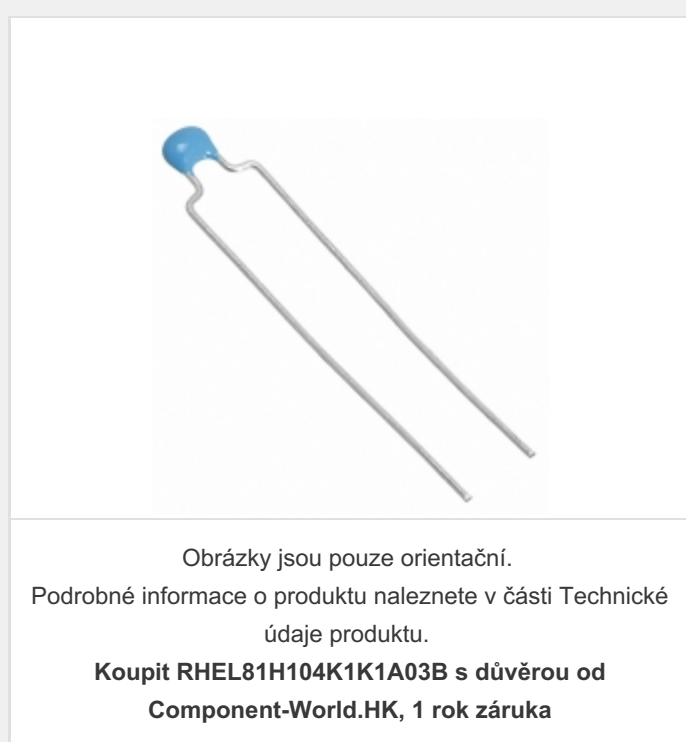 Obrázky jsou pouze orientační.
Podrobné informace o produktu naleznete v části Technické
údaje produktu.
Koupit RHEL81H104K1K1A03B s důvěrou od
Component-World.HK, 1 rok záruka